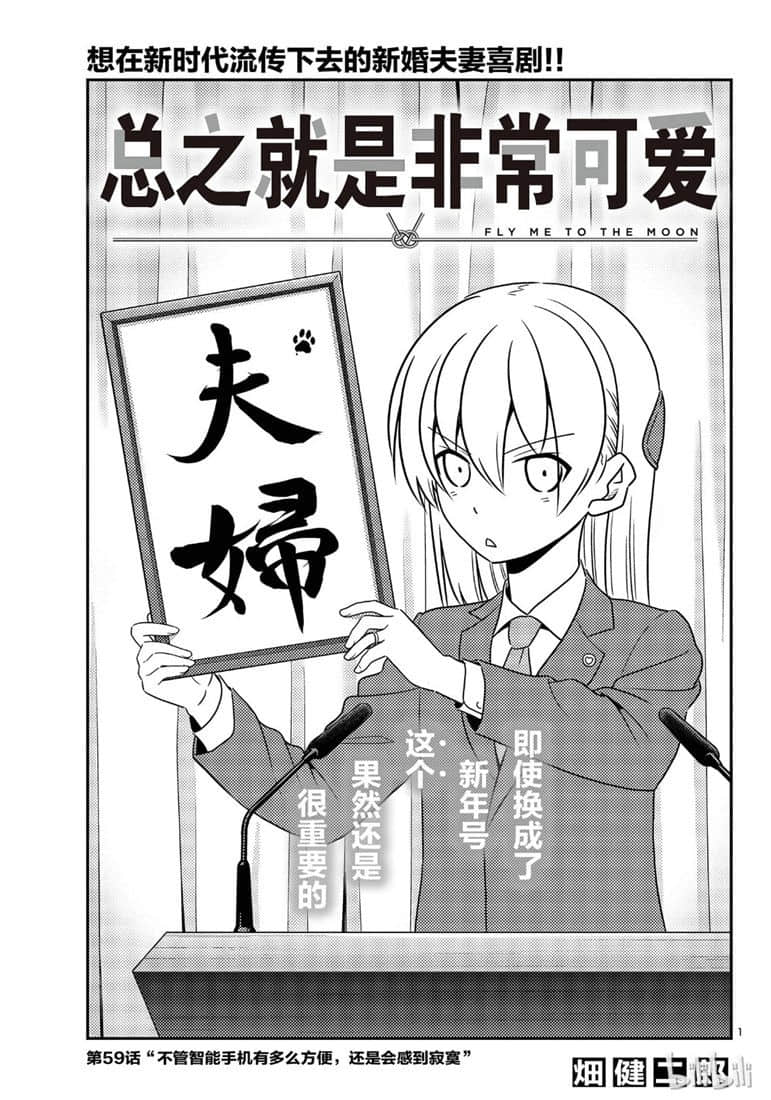 想在新时代流传下去的新婚夫妻喜剧!!
总之就是非常可爱
FLY ME TO THE MOON
夫婦
即使换成了
新年号
这个
果然还是
很重要的
1
第59话“不管智能手机有多么方便，还是会感到寂寞”
畑健二郎
bilibili